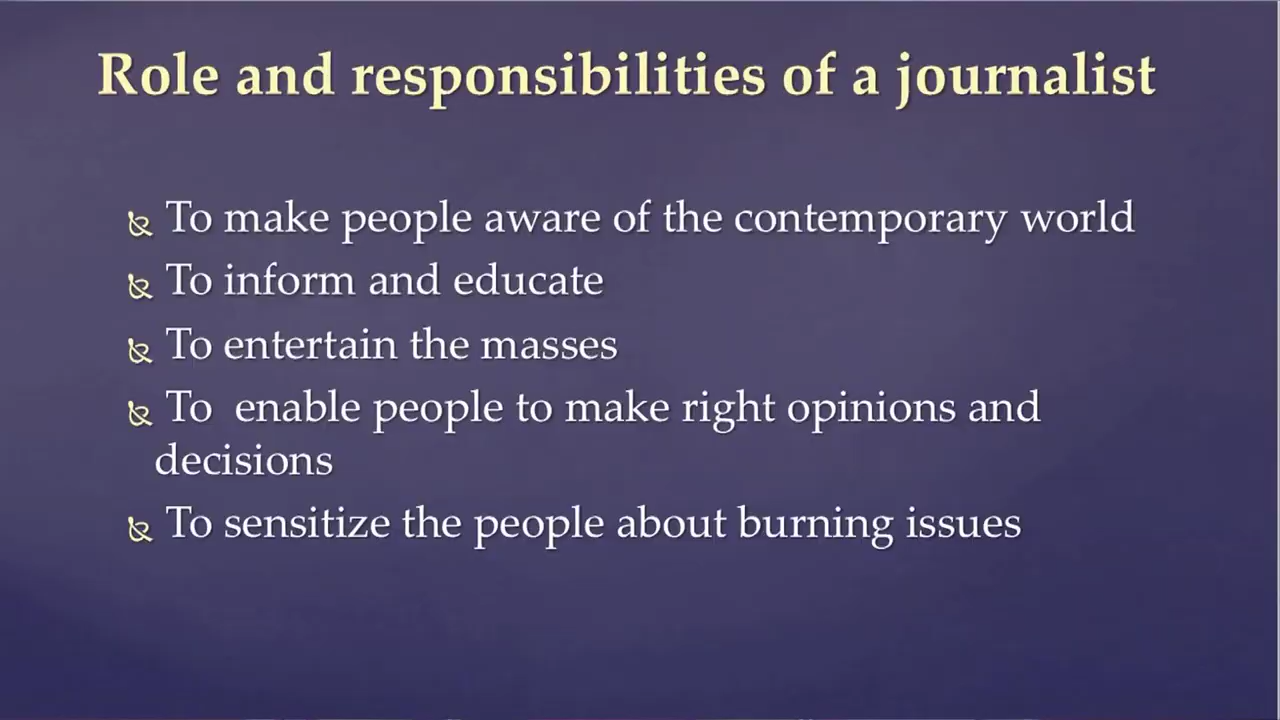 Role and responsibilities of a journalist
To make people aware of the contemporary world
To inform and educate
To entertain the masses
To  enable people to make right opinions and
decisions
To sensitize the people about burning issues